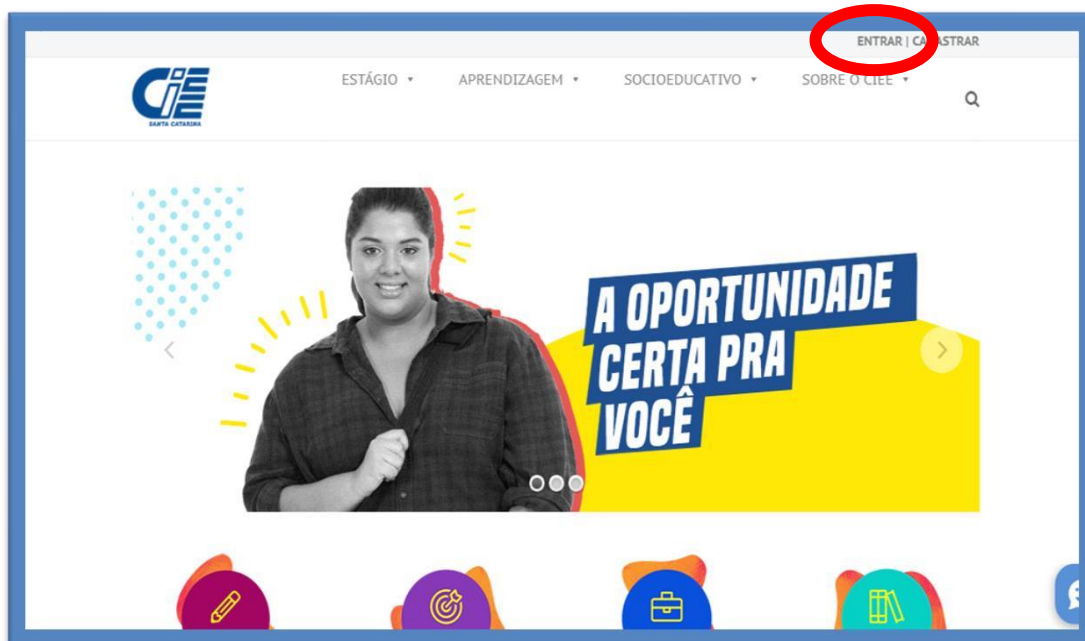 ENTRAR | CADASTRAR
CIEE
SANTA CATARINA
ESTÁGIO
APRENDIZAGEM
SOCIOEDUCATIVO
SOBRE O CIEE
A OPORTUNIDADE
CERTA PRA
VOCÊ